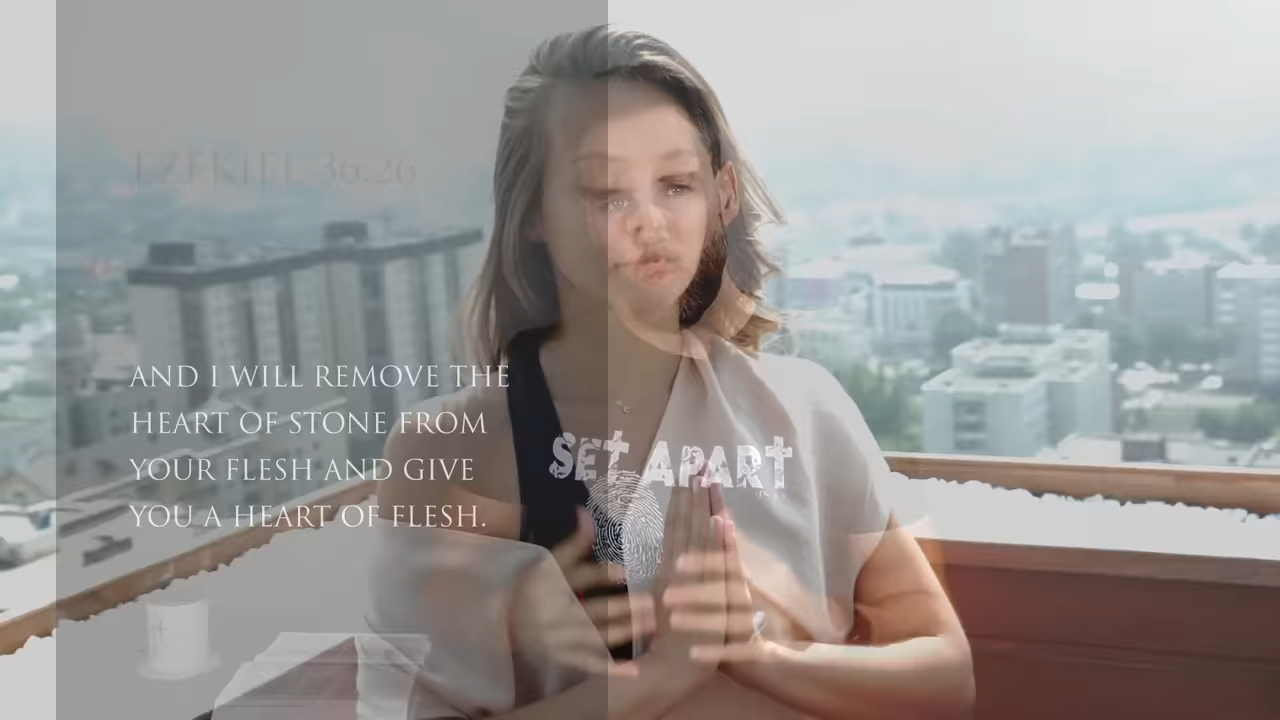 EZEKIEL 36:26
AND I WILL REMOVE THE
HEART OF STONE FROM
YOUR FLESH AND GIVE
YOU A HEART OF FLESH.
SET APART